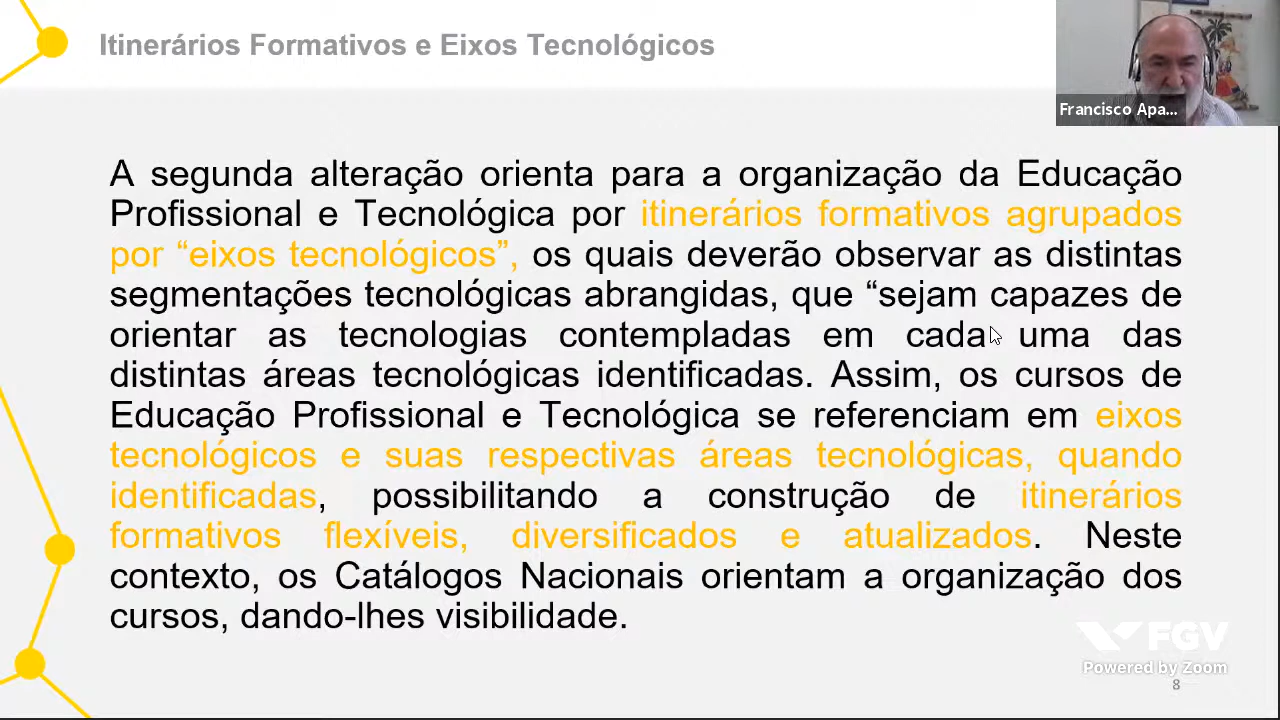 Itinerários Formativos e Eixos Tecnológicos
Francisco Apa...
A segunda alteração orienta para a organização da Educação
Profissional e Tecnológica por itinerários formativos agrupados
por “eixos tecnológicos”, os quais deverão observar as distintas
segmentações tecnológicas abrangidas, que “sejam capazes de
orientar as tecnologias contempladas em cada uma das
distintas áreas tecnológicas identificadas. Assim, os cursos de
Educação Profissional e Tecnológica se referenciam em eixos
tecnológicos e suas respectivas áreas tecnológicas, quando
identificadas, possibilitando a construção de itinerários
formativos flexíveis, diversificados e atualizados. Neste
contexto, os Catálogos Nacionais orientam a organização dos
cursos, dando-lhes visibilidade.
FGV
Powered by Zoom
8